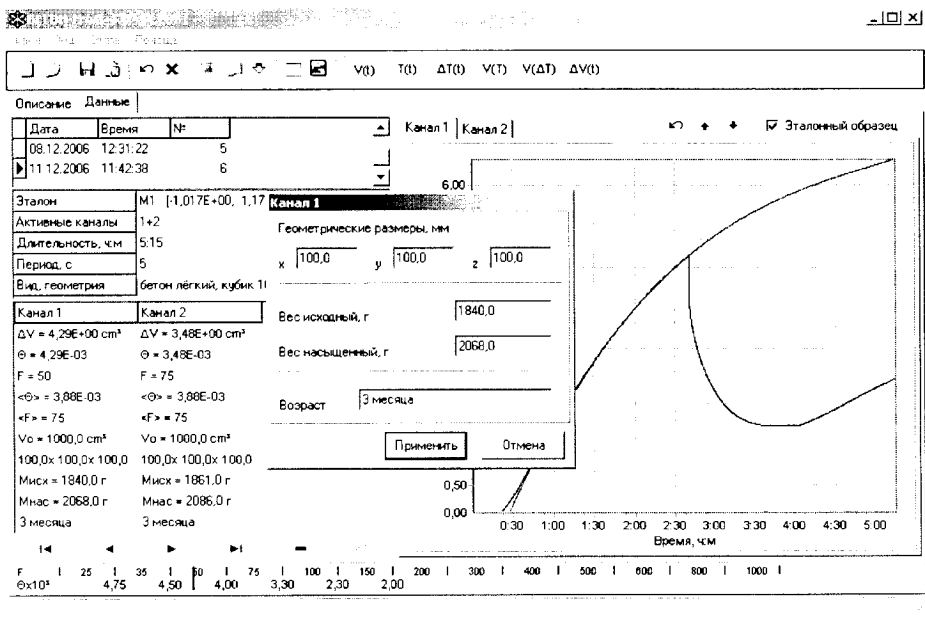 V(t) T(t) ΔT(t) V(T) V(ΔT) ΔV(t)
Описание Данные
Дата Время №
08.12.2006 12:31:22 5
11.12.2006 11:42:38 6
Эталон M1 [-1,017E+00, 1,17
Активные каналы 1+2
Длительность, ч:м 5:15
Период, с 5
Вид, геометрия бетон лёгкий, кубик
Канал 1 Канал 2
ΔV = 4,29E+00 cm³ ΔV = 3,48E+00 cm³
Θ = 4,29E-03 Θ = 3,48E-03
F = 50 F = 75
<Θ> = 3,88E-03 <Θ> = 3,88E-03
<F> = 75 <F> = 75
Vo = 1000,0 cm³ Vo = 1000,0 cm³
100,0x 100,0x 100,0 100,0x 100,0x 100,0
Мисх = 1840,0 г Мисх = 1861,0 г
Мнас = 2068,0 г Мнас = 2086,0 г
3 месяца 3 месяца
Канал 1 Канал 2 Эталонный образец
6,00
Канал 1
Геометрические размеры, мм
x 100,0 y 100,0 z 100,0
Вес исходный, г 1840,0
Вес насыщенный, г 2068,0
Возраст 3 месяца
Применить Отмена
0,50
0,00
0:30 1:00 1:30 2:00 2:30 3:00 3:30 4:00 4:30 5:00
Время, ч:м
F 25 35 50 75 100 150 200 300 400 500 600 800 1000
Θx10³ 4,75 4,50 4,00 3,30 2,30 2,00